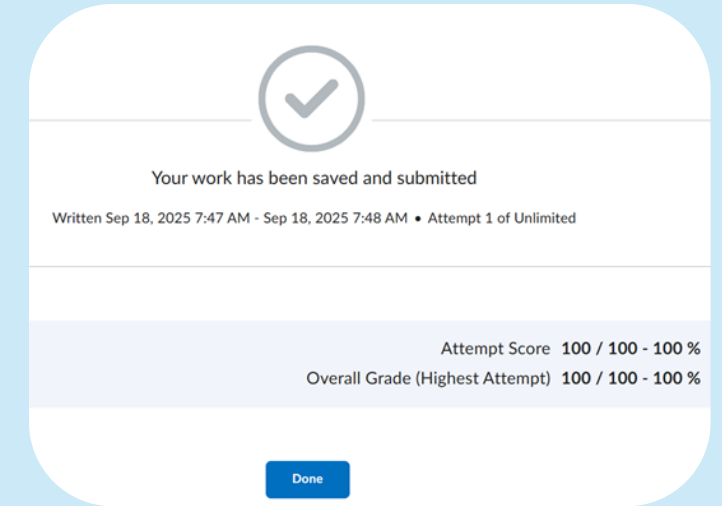 Your work has been saved and submitted
Written Sep 18, 2025 7:47 AM - Sep 18, 2025 7:48 AM • Attempt 1 of Unlimited
Attempt Score 100 / 100 - 100 %
Overall Grade (Highest Attempt) 100 / 100 - 100 %
Done